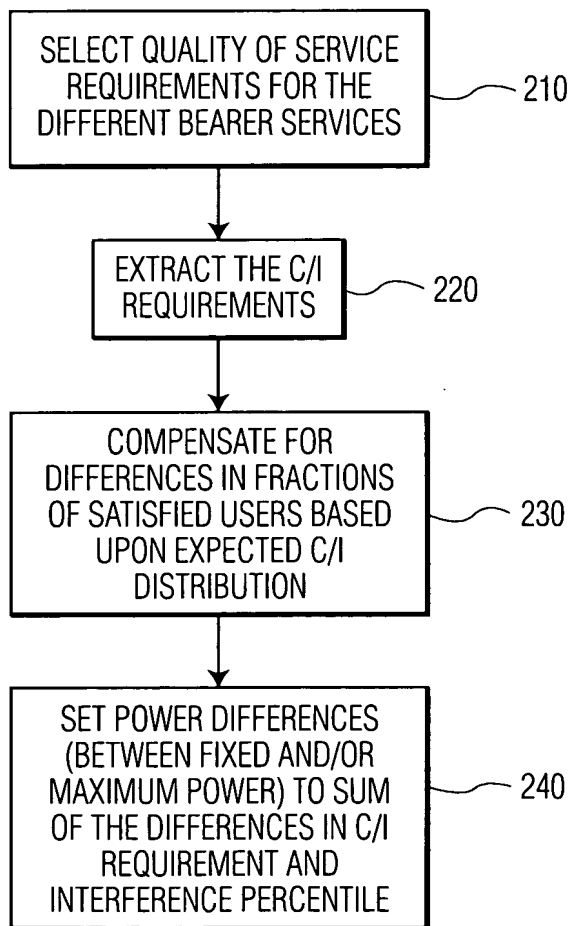 SELECT QUALITY OF SERVICE
REQUIREMENTS FOR THE
DIFFERENT BEARER SERVICES
210
EXTRACT THE C/I
REQUIREMENTS
220
COMPENSATE FOR
DIFFERENCES IN FRACTIONS
OF SATISFIED USERS BASED
UPON EXPECTED C/I
DISTRIBUTION
230
SET POWER DIFFERENCES
(BETWEEN FIXED AND/OR
MAXIMUM POWER) TO SUM
OF THE DIFFERENCES IN C/I
REQUIREMENT AND
INTERFERENCE PERCENTILE
240